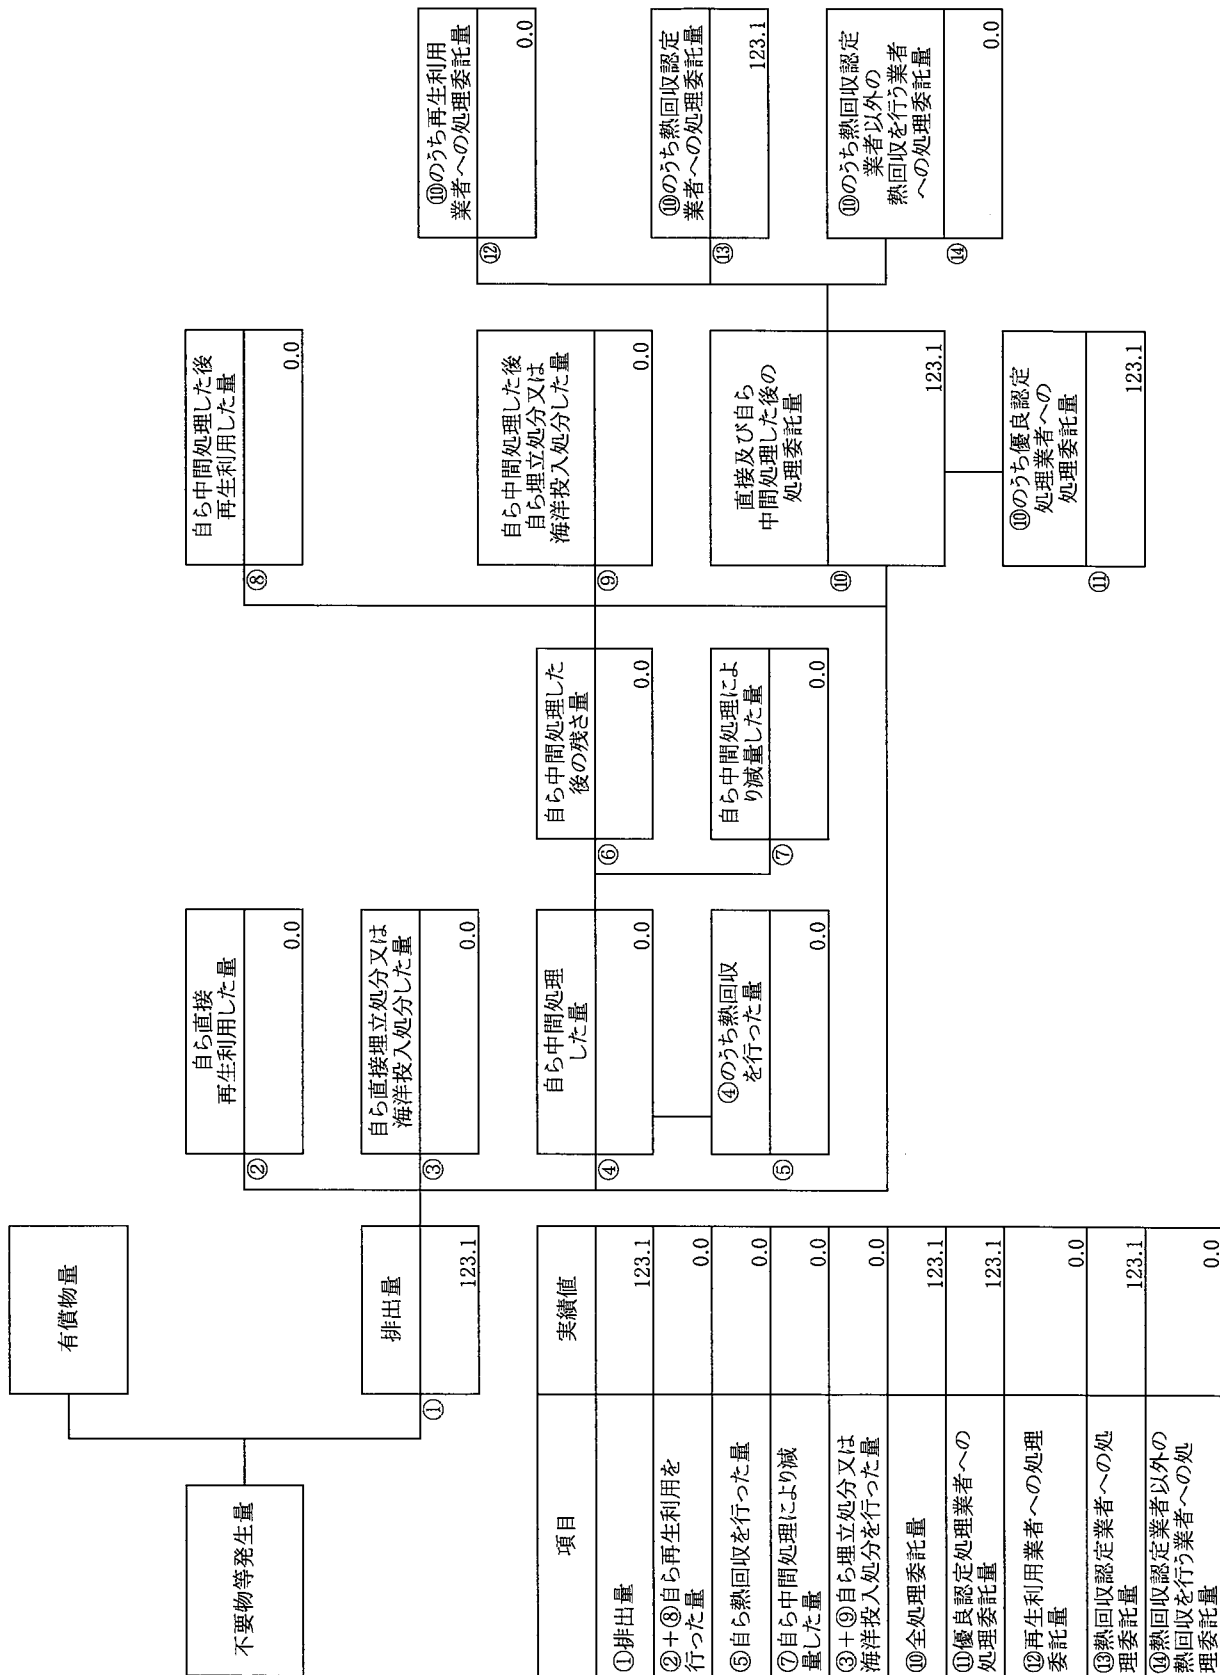 不要物等発生量
有償物量
①
排出量
123.1
②
自ら直接
再生利用した量
0.0
③
自ら直接埋立処分又は
海洋投入処分した量
0.0
④
自ら中間処理
した量
0.0
⑤
④のうち熱回収
を行った量
0.0
⑥
自ら中間処理した
後の残さ量
0.0
⑦
自ら中間処理によ
り減量した量
0.0
⑧
自ら中間処理した後
再生利用した量
0.0
⑨
自ら中間処理した後
自ら埋立処分又は
海洋投入処分した量
0.0
⑩
直接及び自ら
中間処理した後の
処理委託量
123.1
⑪
⑩のうち優良認定
処理業者への
処理委託量
123.1
⑫
⑩のうち再生利用
業者への処理委託量
0.0
⑬
⑩のうち熱回収認定
業者への処理委託量
123.1
⑭
⑩のうち熱回収認定
業者以外の
熱回収を行う業者
への処理委託量
0.0
項目 実績値
①排出量 123.1
②+⑧自ら再生利用を
行った量 0.0
⑤自ら熱回収を行った量 0.0
⑦自ら中間処理により減
量した量 0.0
③+⑨自ら埋立処分又は
海洋投入処分を行った量 0.0
⑩全処理委託量 123.1
⑪優良認定処理業者への
処理委託量 123.1
⑫再生利用業者への処理
委託量 0.0
⑬熱回収認定業者への処
理委託量 123.1
⑭熱回収認定業者以外の
熱回収を行う業者への処
理委託量 0.0